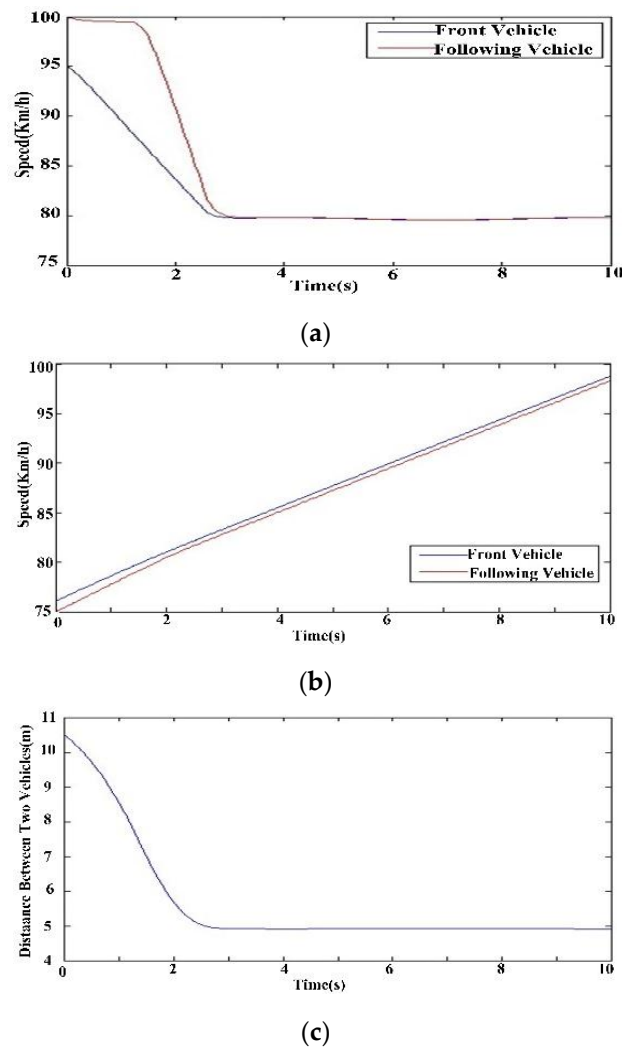 100
95
90
85
80
75
Speed(Km/h)
Front Vehicle
Following Vehicle
0 2 4 6 8 10
Time(s)
(a)
100
95
90
85
80
75
Speed(Km/h)
Front Vehicle
Following Vehicle
0 2 4 6 8 10
Time(s)
(b)
11
10
9
8
7
6
5
4
Distaance Between Two Vehicles(m)
0 2 4 6 8 10
Time(s)
(c)